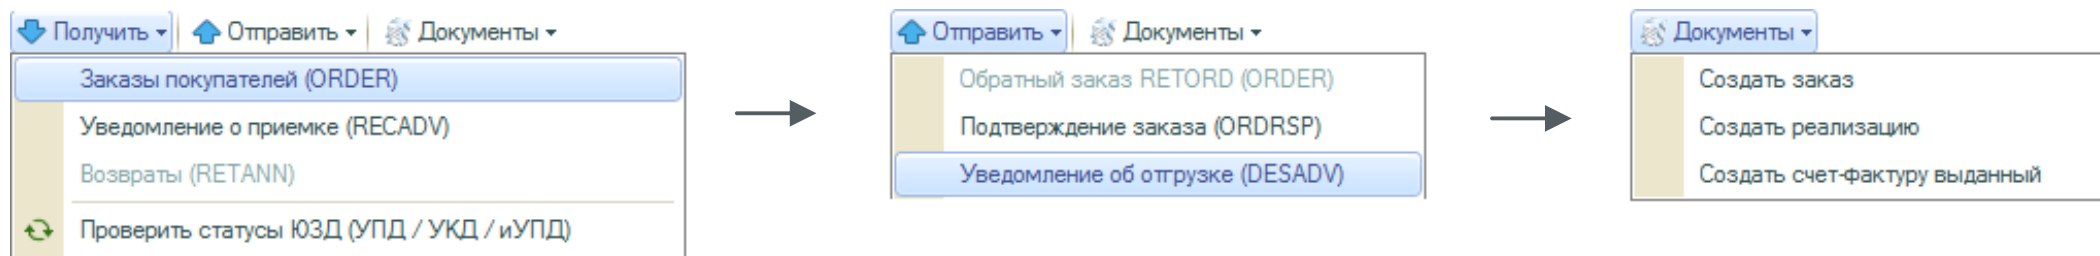 Получить Отправить Документы
Заказы покупателей (ORDER)
Уведомление о приемке (RECADV)
Возвраты (RETANN)
Проверить статусы ЮЗД (УПД / УКД / иУПД)
Отправить Документы
Обратный заказ RETORD (ORDER)
Подтверждение заказа (ORDRSP)
Уведомление об отгрузке (DESADV)
Документы
Создать заказ
Создать реализацию
Создать счет-фактуру выданный